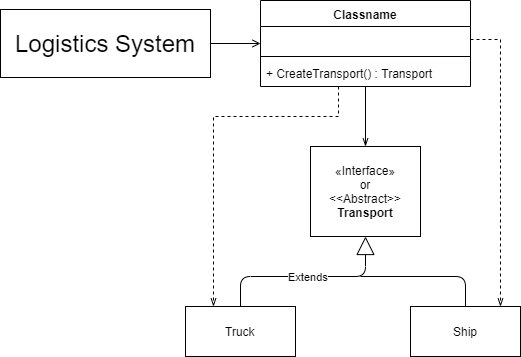 Classname
Logistics System
+ CreateTransport() : Transport
«Interface»
or
<<Abstract>>
Transport
Extends
Truck
Ship